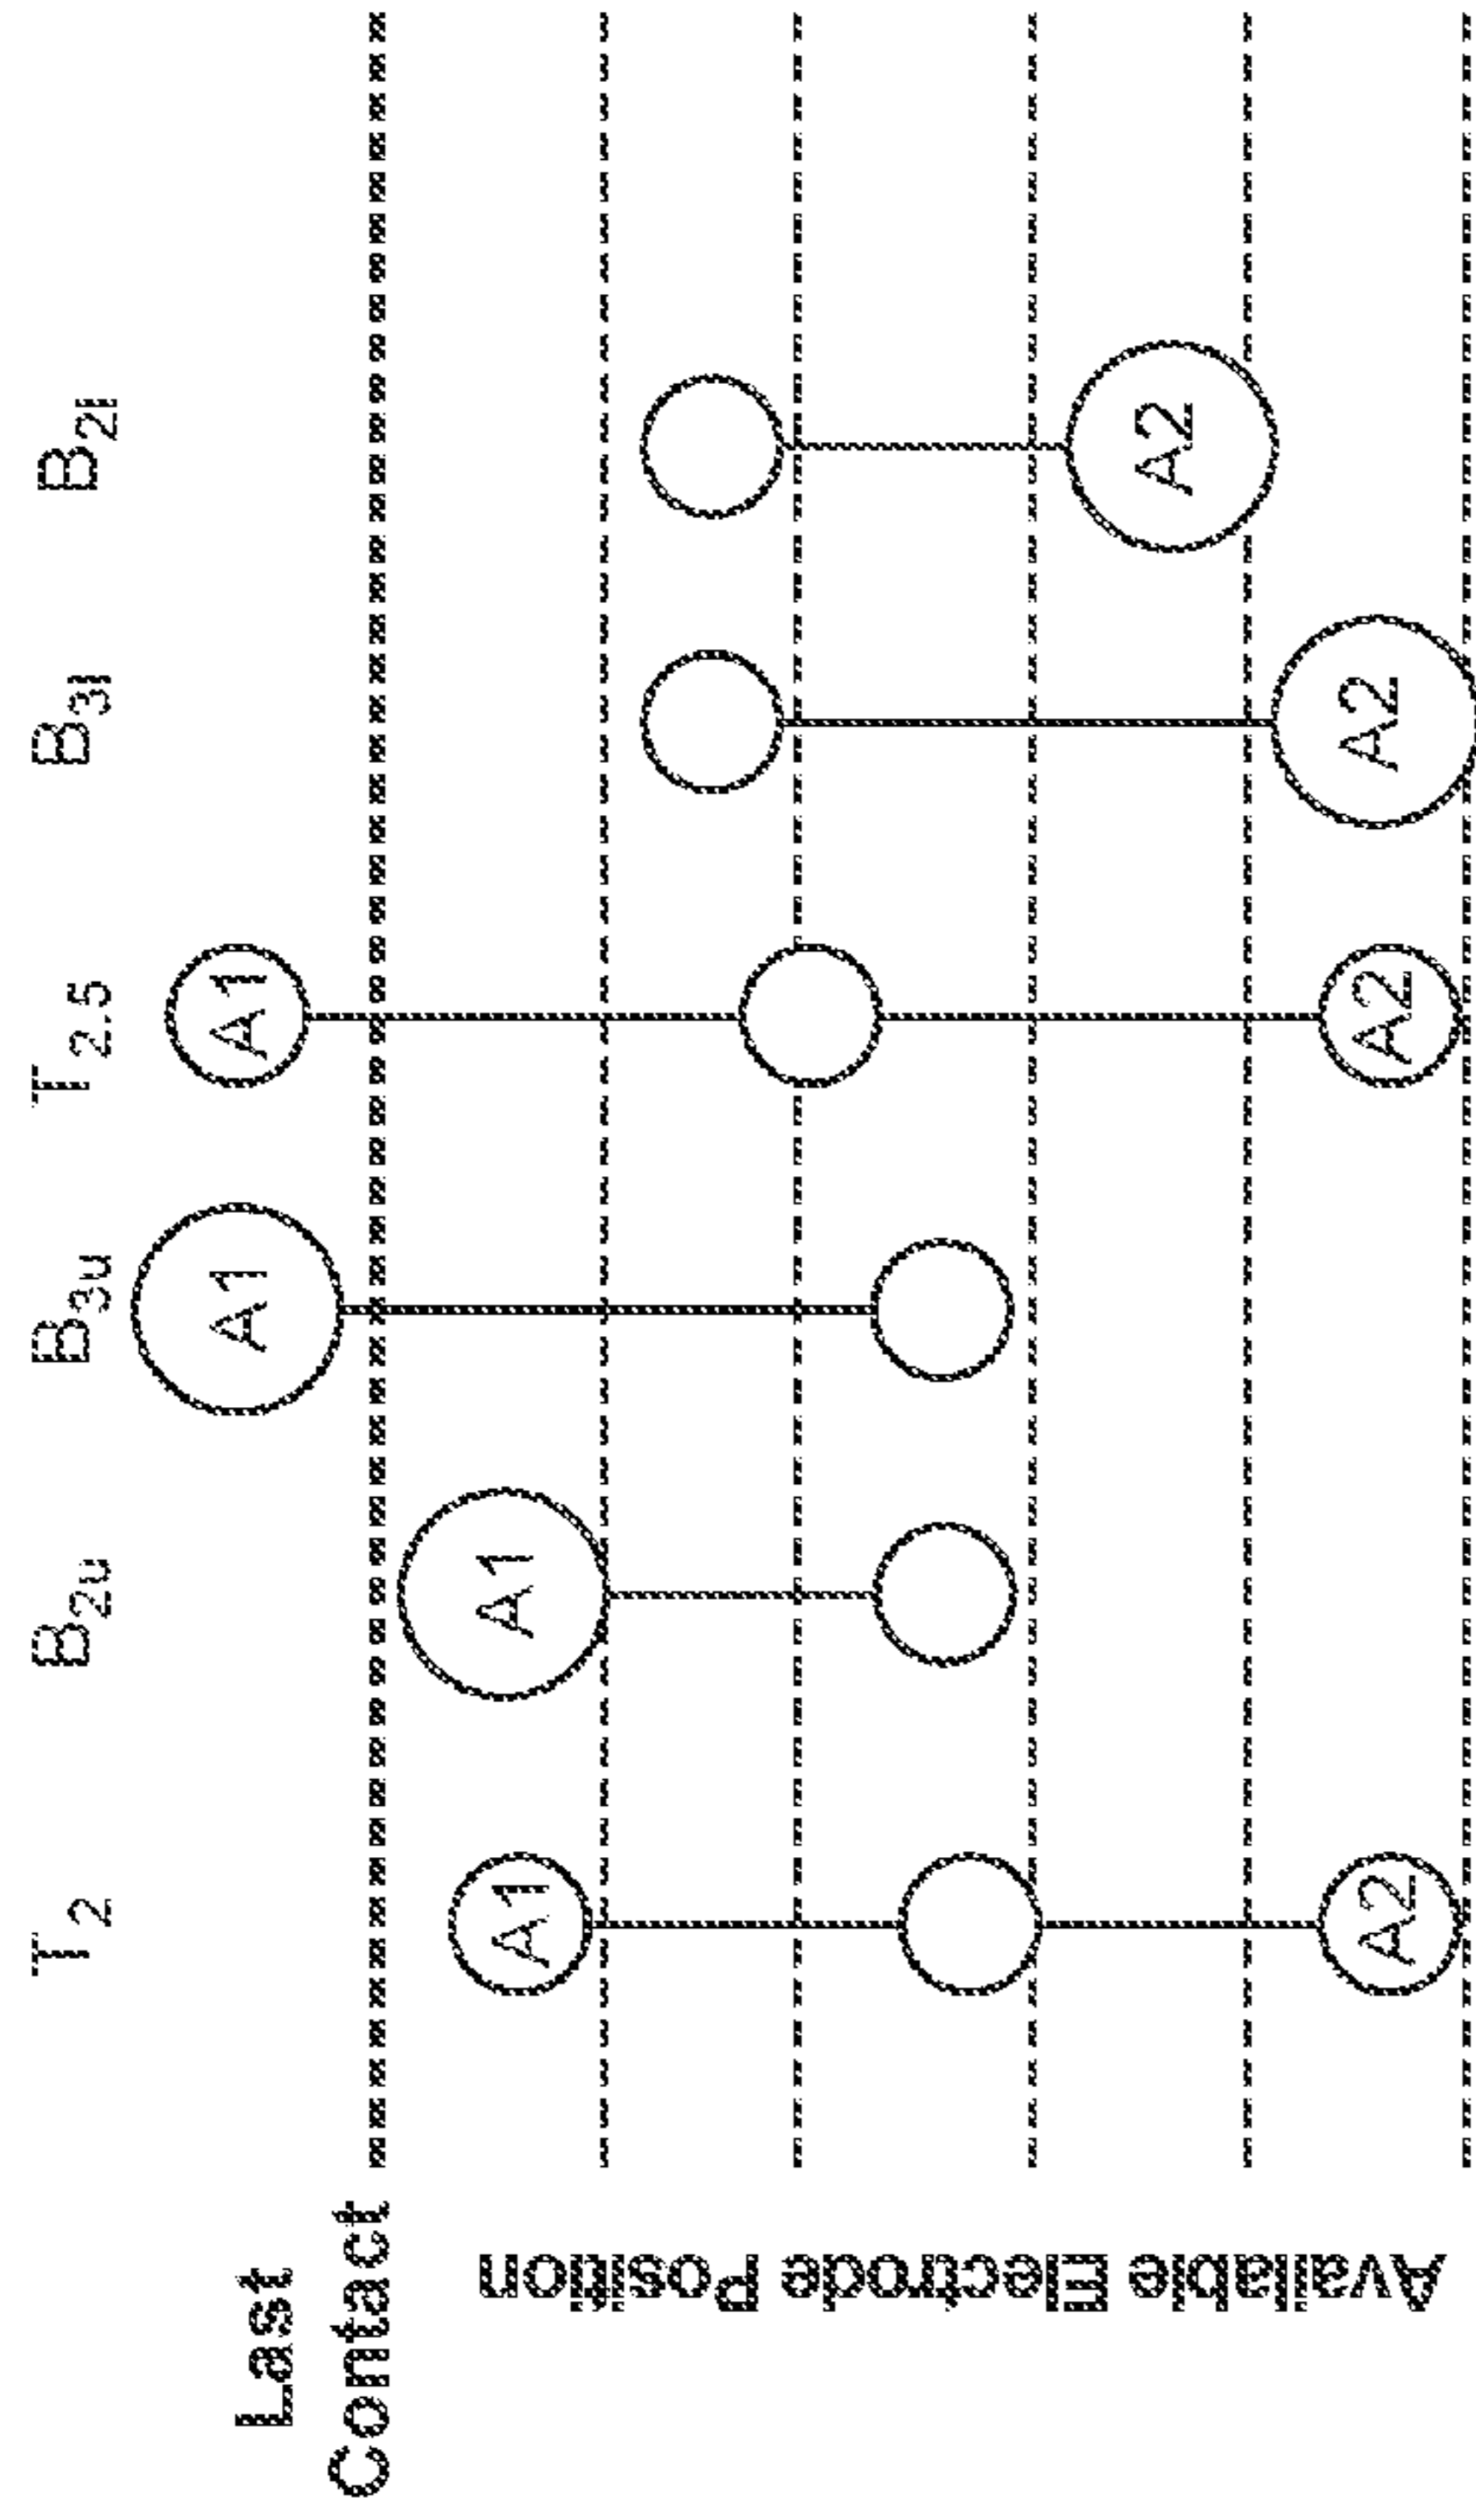 T2 B2u B3u T2.5 B3l B2l
Last
Contact
Available Electrode Position
A1 A1
A1 A1
A2
A2 A2 A2